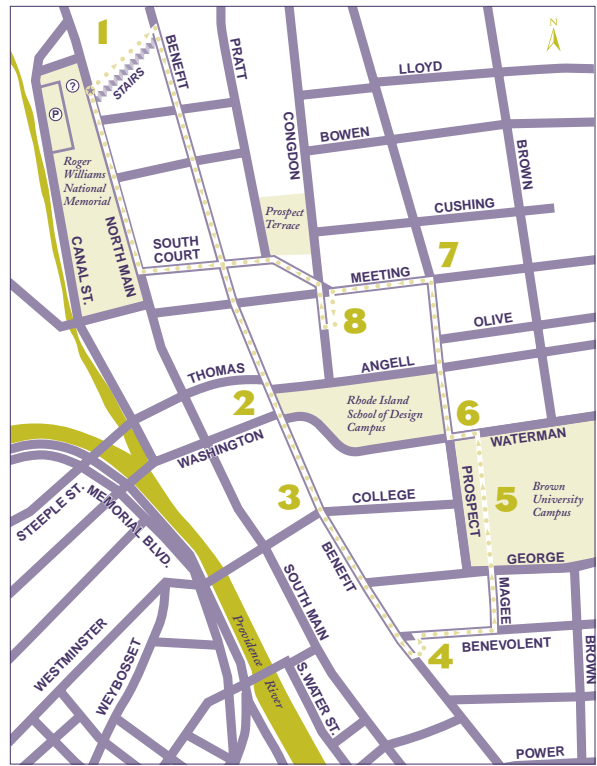 1
N
STAIRS
BENEFIT
PRATT
LLOYD
?
P
CONGDON
BOWEN
BROWN
Roger
Williams
National
Memorial
CUSHING
Prospect
Terrace
NORTH MAIN
CANAL ST.
SOUTH
COURT
7
MEETING
8
OLIVE
THOMAS
ANGELL
2
Rhode Island
School of Design
Campus
6
WATERMAN
WASHINGTON
3
COLLEGE
PROSPECT
5
Brown
University
Campus
STEEPLE ST.
MEMORIAL BLVD.
BENEFIT
GEORGE
SOUTH MAIN
MAGEE
Providence
River
WESTMINSTER
WEYBOSSET
4
BENEVOLENT
BROWN
S. WATER ST.
POWER